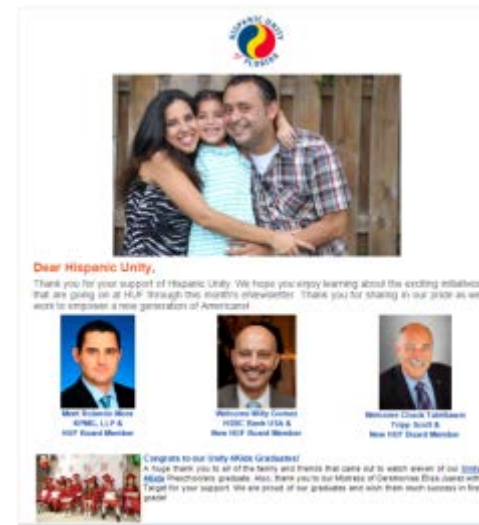 HISPANIC UNITY
of FLORIDA
Dear Hispanic Unity,
Thank you for your support of Hispanic Unity. We hope you enjoy learning about the exciting initiatives
that are going on at HUF through this month's enewsletter. Thank you for sharing in our pride as we
work to empower a new generation of Americans!
Meet Rolando Mora
KPMG, LLP &
HUF Board Member
Welcome Willy Gomez
HSBC Bank USA &
New HUF Board Member
Welcome Chuck
Tripp Scott &
New HUF Board Member
Congrats to our Unity 4Kids Graduates!
A huge thank you to all of the family and friends that came out to watch eleven of our Unity
4Kids Preschoolers graduate. Also, thank you to our Mistress of Ceremonies Elisa Juarez with
Target for your support. We are proud of our graduates and wish them much success in first
grade!